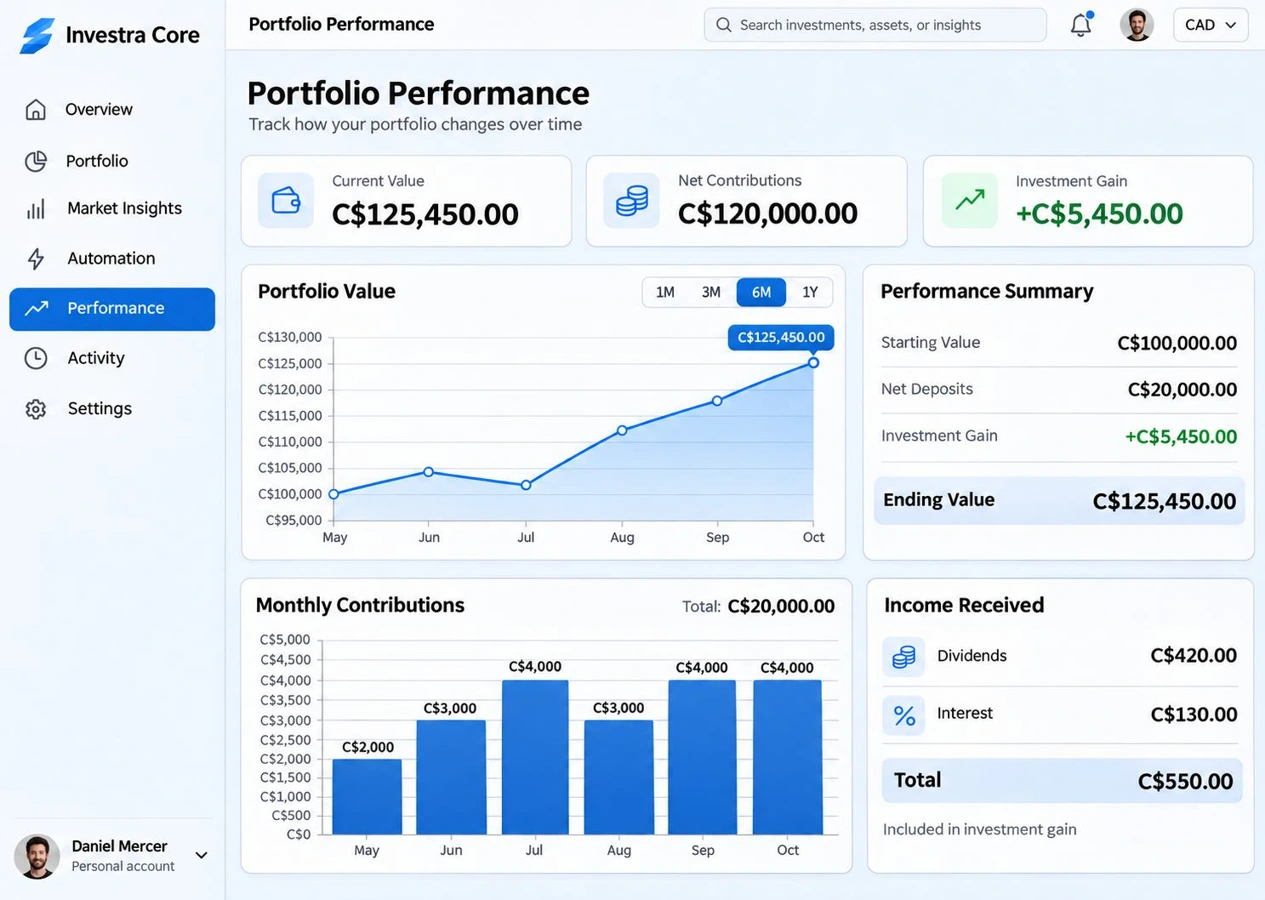 Investra Core
Overview
Portfolio
Market Insights
Automation
Performance
Activity
Settings
Daniel Mercer
Personal account
Portfolio Performance
Search investments, assets, or insights
CAD
Portfolio Performance
Track how your portfolio changes over time
Current Value
C$125,450.00
Net Contributions
C$120,000.00
Investment Gain
+C$5,450.00
Portfolio Value
1M 3M 6M 1Y
C$125,450.00
C$130,000
C$125,000
C$120,000
C$115,000
C$110,000
C$105,000
C$100,000
C$95,000
May Jun Jul Aug Sep Oct
Performance Summary
Starting Value C$100,000.00
Net Deposits C$20,000.00
Investment Gain +C$5,450.00
Ending Value C$125,450.00
Monthly Contributions
Total: C$20,000.00
C$5,000
C$4,500
C$4,000
C$3,500
C$3,000
C$2,500
C$2,000
C$1,500
C$1,000
C$500
C$0
C$2,000 C$3,000 C$4,000 C$3,000 C$4,000 C$4,000
May Jun Jul Aug Sep Oct
Income Received
Dividends C$420.00
Interest C$130.00
Total C$550.00
Included in investment gain